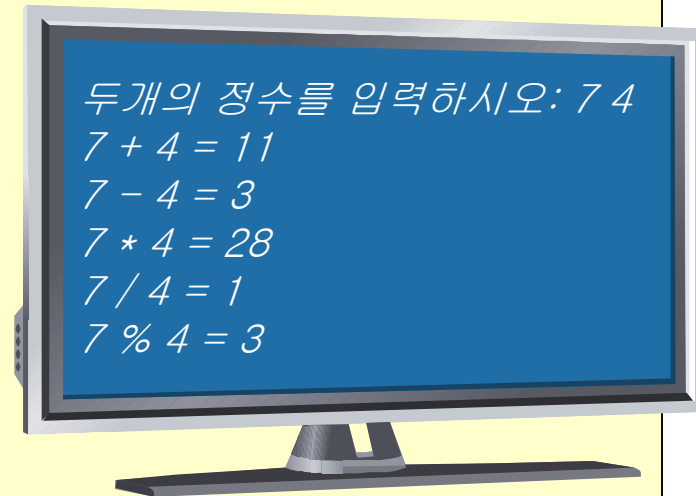 두개의 정수를 입력하시오: 7 4
7 + 4 = 11
7 - 4 = 3
7 * 4 = 28
7 / 4 = 1
7 % 4 = 3